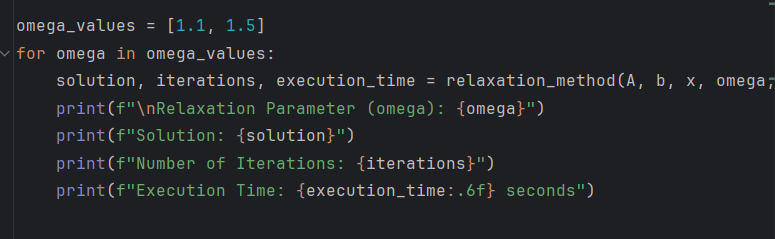 omega_values = [1.1, 1.5]
for omega in omega_values:
    solution, iterations, execution_time = relaxation_method(A, b, x, omega,
    print(f"\nRelaxation Parameter (omega): {omega}")
    print(f"Solution: {solution}")
    print(f"Number of Iterations: {iterations}")
    print(f"Execution Time: {execution_time:.6f} seconds")